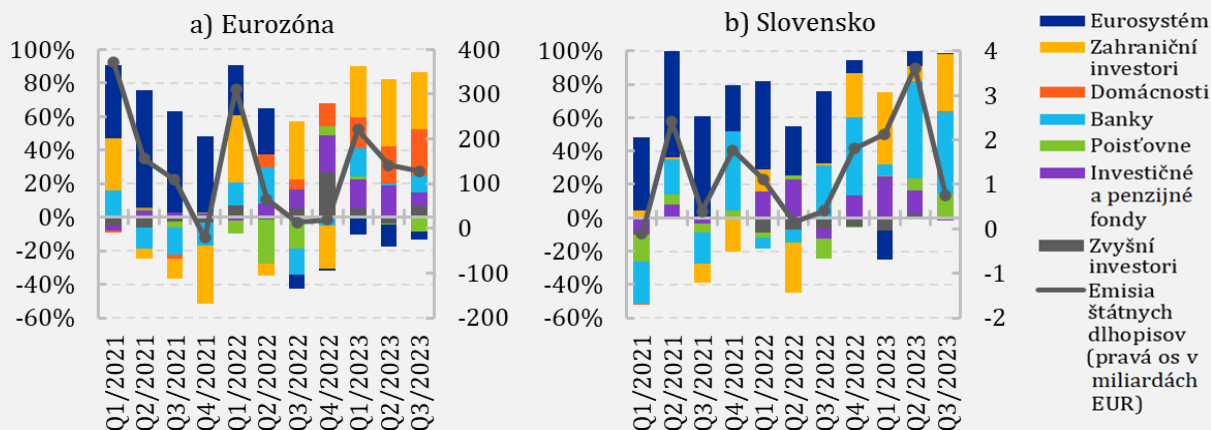 a) Eurozóna
100%
80%
60%
40%
20%
0%
-20%
-40%
-60%
400
300
200
100
0
-100
-200
Q1/2021
Q2/2021
Q3/2021
Q4/2021
Q1/2022
Q2/2022
Q3/2022
Q4/2022
Q1/2023
Q2/2023
Q3/2023
b) Slovensko
100%
80%
60%
40%
20%
0%
-20%
-40%
-60%
4
3
2
1
0
-1
-2
Q1/2021
Q2/2021
Q3/2021
Q4/2021
Q1/2022
Q2/2022
Q3/2022
Q4/2022
Q1/2023
Q2/2023
Q3/2023
Eurosystém
Zahraniční
investori
Domácnosti
Banky
Poisťovne
Investičné
a penzijné
fondy
Zvyšní
investori
Emisia
štátnych
dlhopisov
(pravá os v
miliardách
EUR)